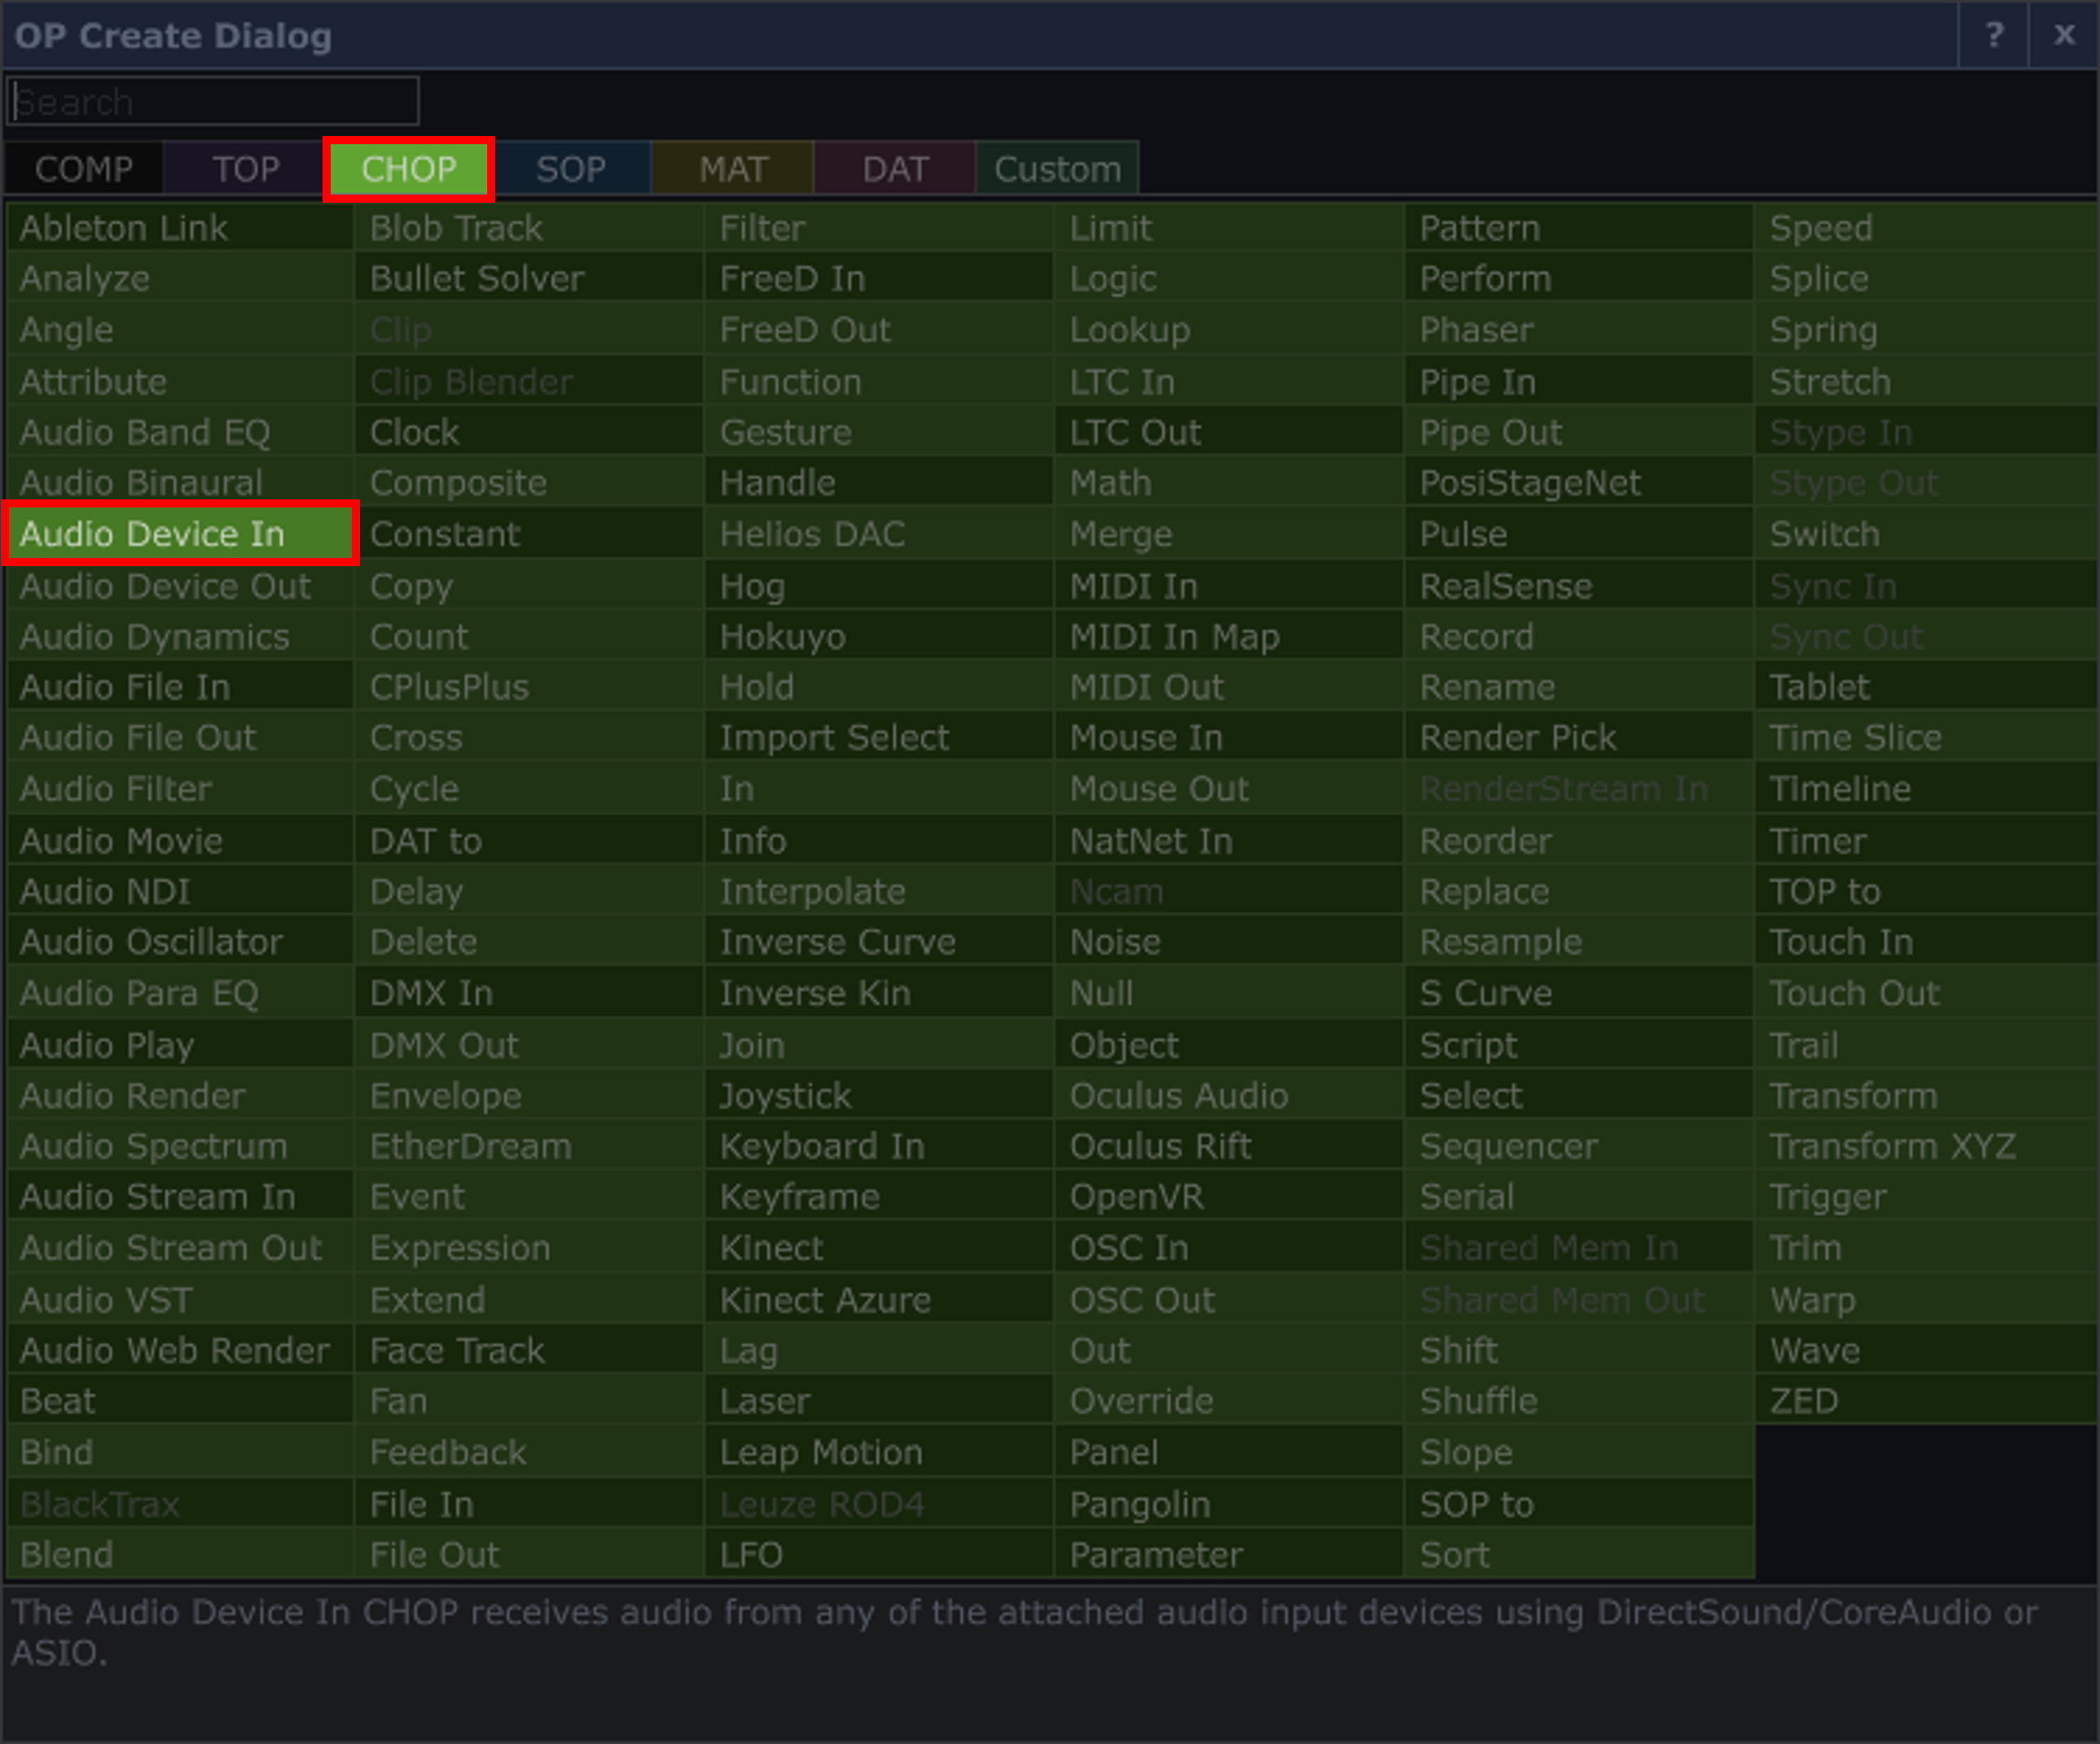 OP Create Dialog ? x
Search
COMP TOP CHOP SOP MAT DAT Custom
Ableton Link Blob Track Filter Limit Pattern Speed
Analyze Bullet Solver FreeD In Logic Perform Splice
Angle Clip FreeD Out Lookup Phaser Spring
Attribute Clip Blender Function LTC In Pipe In Stretch
Audio Band EQ Clock Gesture LTC Out Pipe Out Stype In
Audio Binaural Composite Handle Math PosiStageNet Stype Out
Audio Device In Constant Helios DAC Merge Pulse Switch
Audio Device Out Copy Hog MIDI In RealSense Sync In
Audio Dynamics Count Hokuyo MIDI In Map Record Sync Out
Audio File In CPlusPlus Hold MIDI Out Rename Tablet
Audio File Out Cross Import Select Mouse In Render Pick Time Slice
Audio Filter Cycle In Mouse Out RenderStream In Timeline
Audio Movie DAT to Info NatNet In Reorder Timer
Audio NDI Delay Interpolate Ncam Replace TOP to
Audio Oscillator Delete Inverse Curve Noise Resample Touch In
Audio Para EQ DMX In Inverse Kin Null S Curve Touch Out
Audio Play DMX Out Join Object Script Trail
Audio Render Envelope Joystick Oculus Audio Select Transform
Audio Spectrum EtherDream Keyboard In Oculus Rift Sequencer Transform XYZ
Audio Stream In Event Keyframe OpenVR Serial Trigger
Audio Stream Out Expression Kinect OSC In Shared Mem In Trim
Audio VST Extend Kinect Azure OSC Out Shared Mem Out Warp
Audio Web Render Face Track Lag Out Shift Wave
Beat Fan Laser Override Shuffle ZED
Bind Feedback Leap Motion Panel Slope
BlackTrax File In Leuze ROD4 Pangolin SOP to
Blend File Out LFO Parameter Sort
The Audio Device In CHOP receives audio from any of the attached audio input devices using DirectSound/CoreAudio or
ASIO.